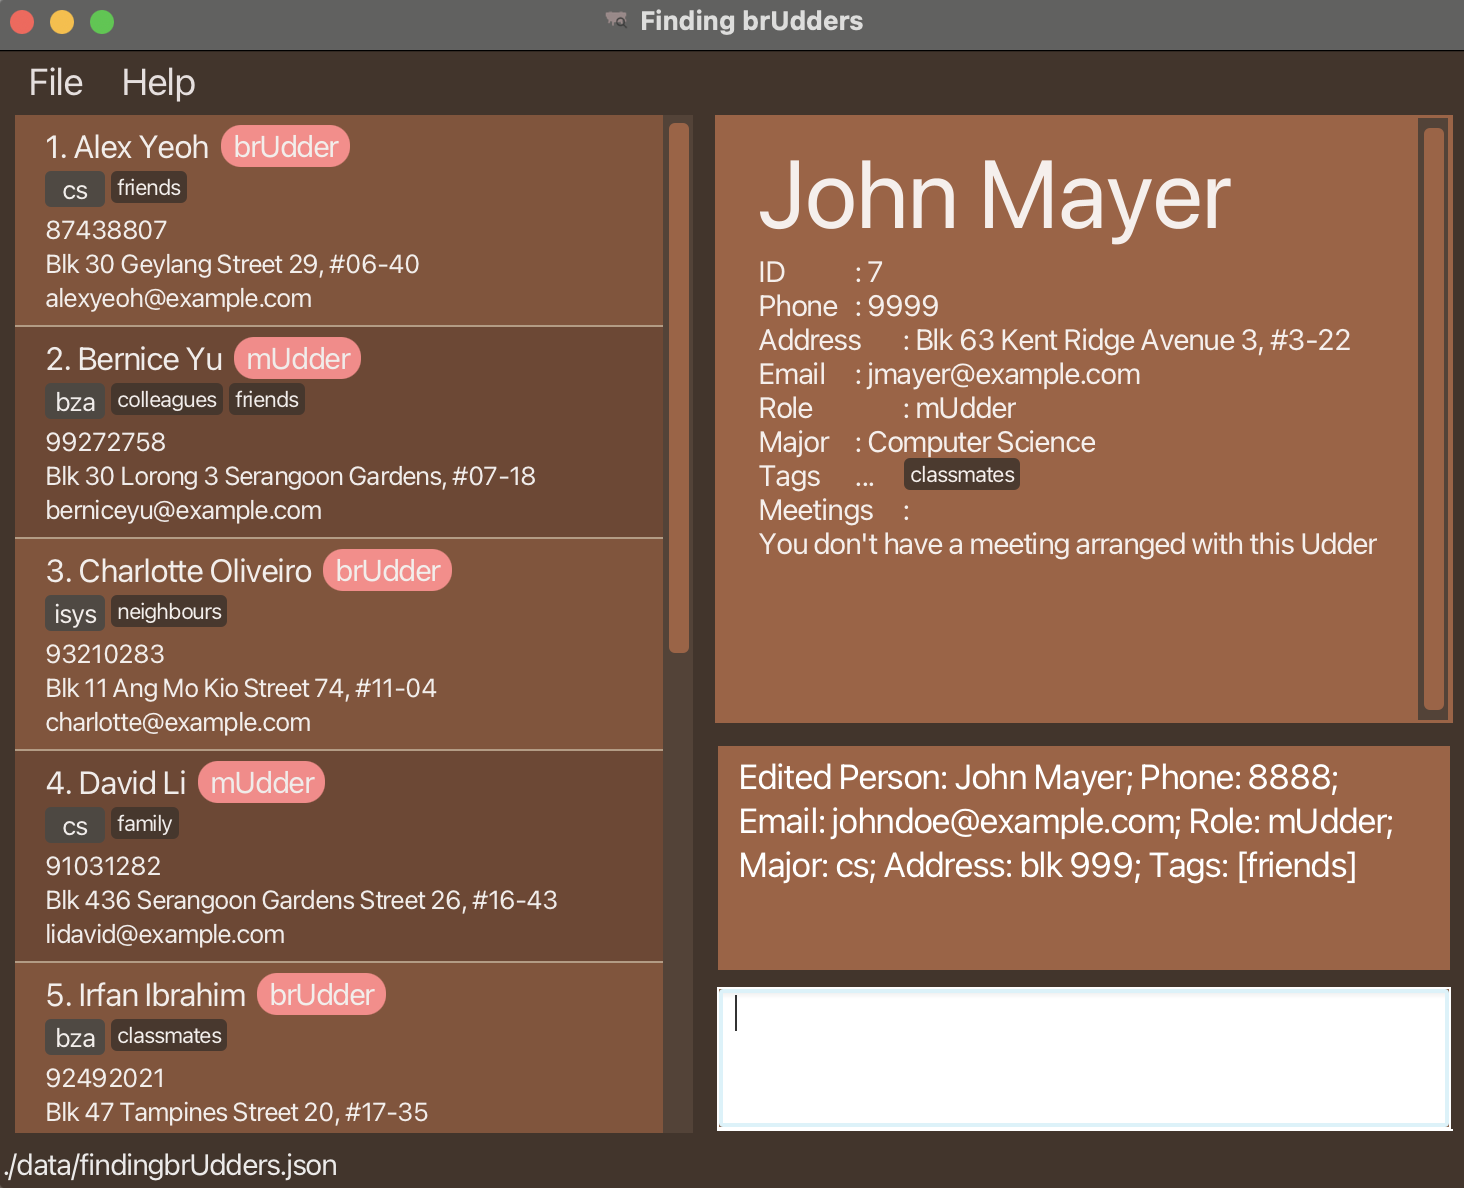 Finding brUdders
File Help
1. Alex Yeoh brUdder
cs friends
87438807
Blk 30 Geylang Street 29, #06-40
alexyeoh@example.com
2. Bernice Yu mUdder
bza colleagues friends
99272758
Blk 30 Lorong 3 Serangoon Gardens, #07-18
berniceyu@example.com
3. Charlotte Oliveiro brUdder
isys neighbours
93210283
Blk 11 Ang Mo Kio Street 74, #11-04
charlotte@example.com
4. David Li mUdder
cs family
91031282
Blk 436 Serangoon Gardens Street 26, #16-43
lidavid@example.com
5. Irfan Ibrahim brUdder
bza classmates
92492021
Blk 47 Tampines Street 20, #17-35
John Mayer
ID : 7
Phone : 9999
Address : Blk 63 Kent Ridge Avenue 3, #3-22
Email : jmayer@example.com
Role : mUdder
Major : Computer Science
Tags ... classmates
Meetings :
You don't have a meeting arranged with this Udder
Edited Person: John Mayer; Phone: 8888;
Email: johndoe@example.com; Role: mUdder;
Major: cs; Address: blk 999; Tags: [friends]
./data/findingbrUdders.json